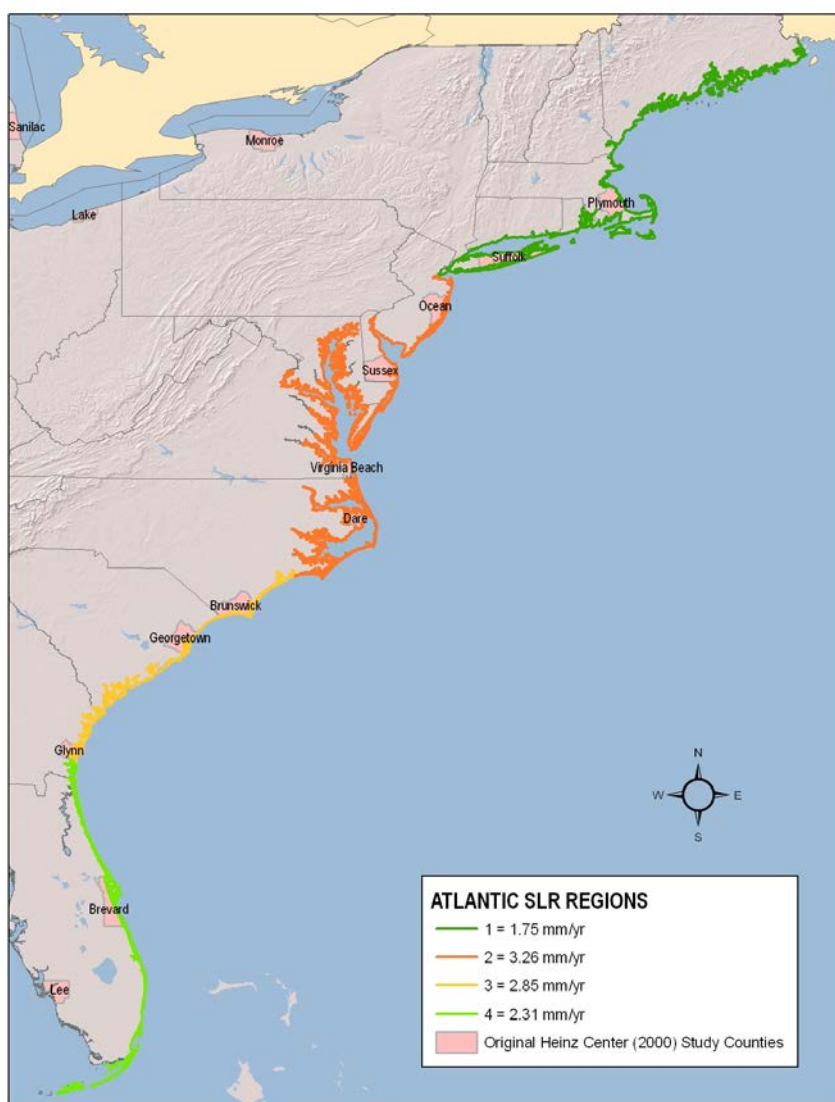 Sanilac
Monroe
Lake
Plymouth
Suffolk
Ocean
Sussex
Virginia Beach
Dare
Brunswick
Georgetown
Glynn
Brevard
Lee
N
W E
S
ATLANTIC SLR REGIONS
1 = 1.75 mm/yr
2 = 3.26 mm/yr
3 = 2.85 mm/yr
4 = 2.31 mm/yr
Original Heinz Center (2000) Study Counties